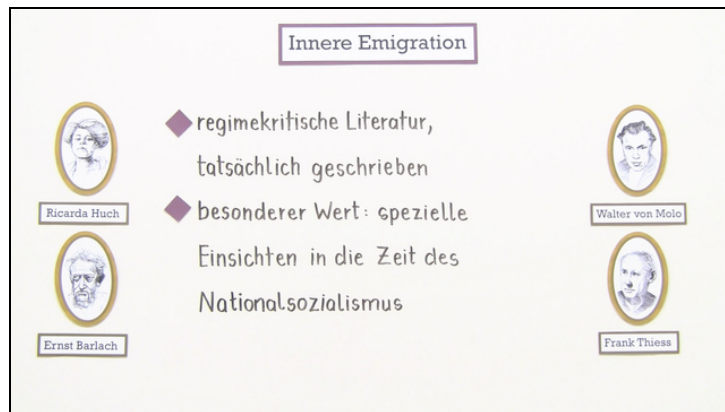 Innere Emigration
regimekritische Literatur,
tatsächlich geschrieben
besonderer Wert: spezielle
Einsichten in die Zeit des
Nationalsozialismus
Ricarda Huch
Ernst Barlach
Walter von Molo
Frank Thiess